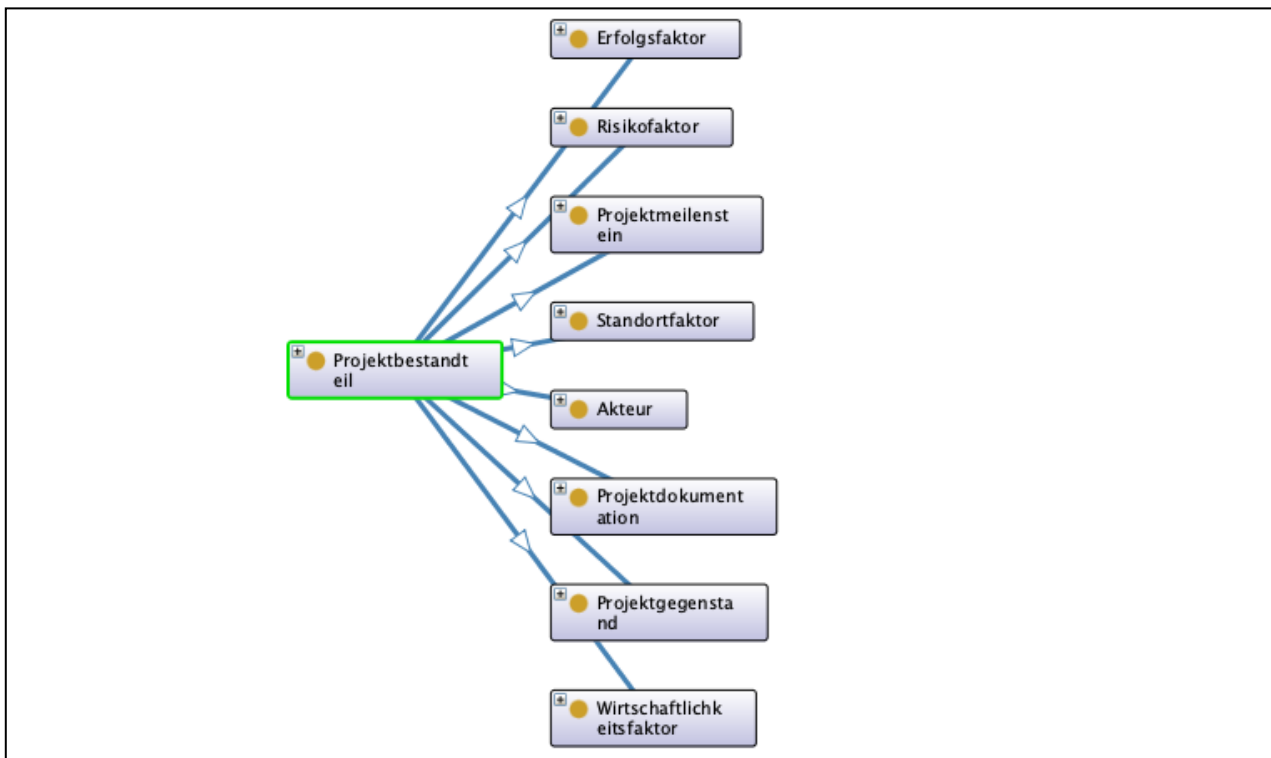 Erfolgsfaktor
Risikofaktor
Projektmeilenst
ein
Standortfaktor
Projektbestandt
eil
Akteur
Projektdokument
ation
Projektgegensta
nd
Wirtschaftlichk
eitsfaktor